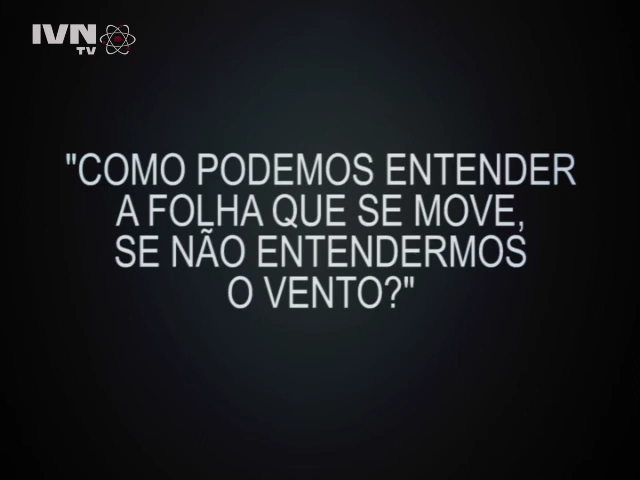 IVN
TV
"COMO PODEMOS ENTENDER
A FOLHA QUE SE MOVE,
SE NÃO ENTENDERMOS
O VENTO?"